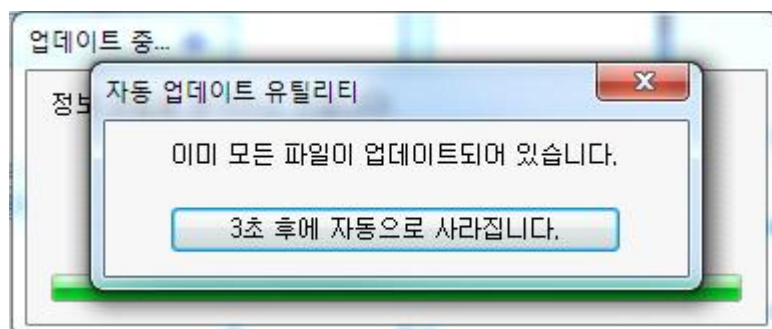 업데이트 중...
자동 업데이트 유틸리티
이미 모든 파일이 업데이트되어 있습니다.
3초 후에 자동으로 사라집니다.